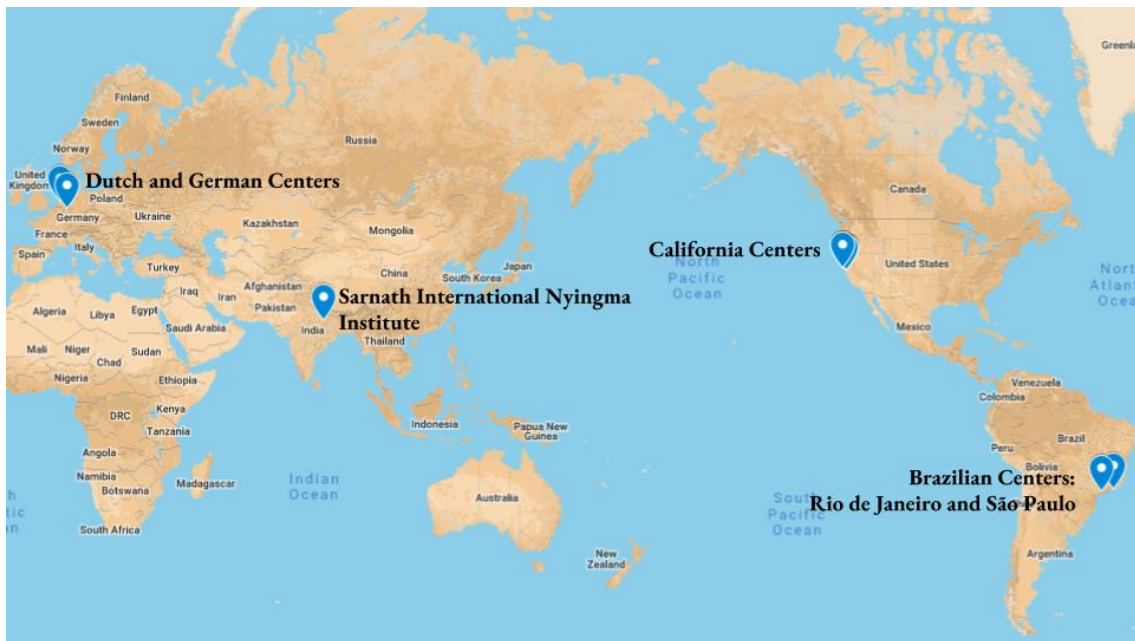 Greenla
Finland
Sweden
Norway
Russia
United
Kingdom
Dutch and German Centers
Poland
Germany
Ukraine
France
Kazakhstan
Mongolia
Italy
Spain
Turkey
China
South Korea
Japan
Canada
California Centers
North
Pacific
Ocean
United States
Nort
Atlant
Ocea
Iraq
Iran
Afghanistan
Pakistan
Sarnath International Nyingma
Institute
Algeria
Libya
Egypt
Saudi Arabia
India
Thailand
Mexico
Mali
Niger
Chad
Sudan
Nigeria
Ethiopia
Venezuela
Colombia
DRC
Kenya
Tanzania
Indonesia
Papua New
Guinea
Peru
Brazil
Angola
Namibia
Botswana
Madagascar
Indian
Ocean
Australia
Bolivia
Brazilian Centers:
Rio de Janeiro and São Paulo
th
tic
an
South Africa
South
Pacific
Ocean
New
Zealand
Argentina